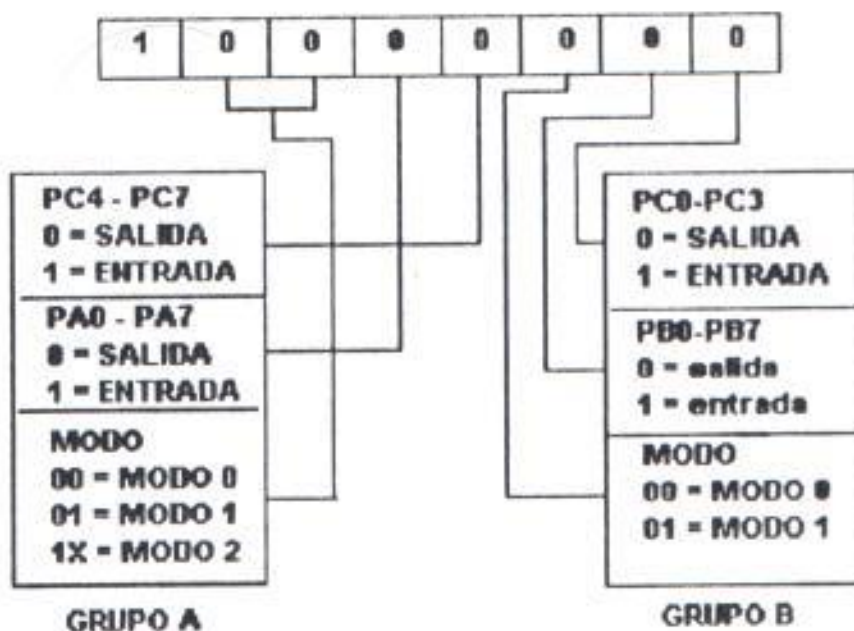 1 0 0 0 0 0 0 0
PC4 - PC7
0 = SALIDA
1 = ENTRADA
PA0 - PA7
0 = SALIDA
1 = ENTRADA
MODO
00 = MODO 0
01 = MODO 1
1X = MODO 2
GRUPO A
PC0-PC3
0 = SALIDA
1 = ENTRADA
PB0-PB7
0 = salida
1 = entrada
MODO
00 = MODO 0
01 = MODO 1
GRUPO B